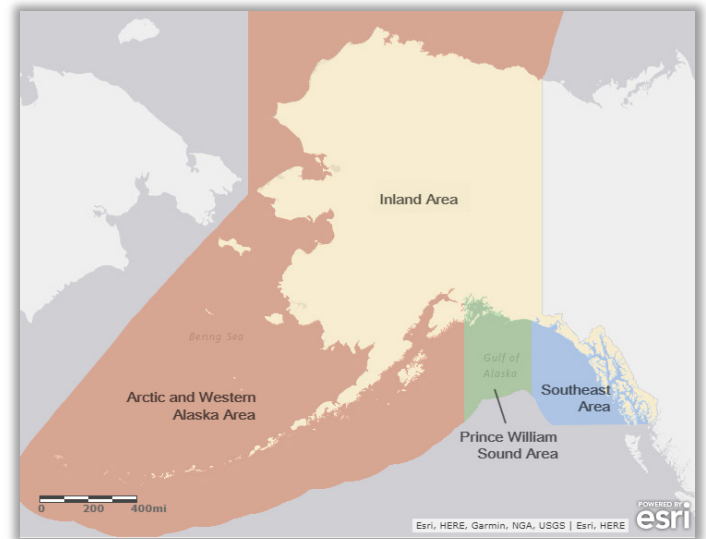 Inland Area
Bering Sea
Gulf of
Alaska
Arctic and Western
Alaska Area
Southeast
Area
Prince William
Sound Area
0 200 400mi
Esri, HERE, Garmin, NGA, USGS | Esri, HERE
POWERED BY
esri